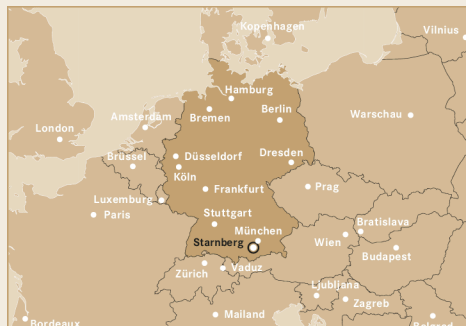 Kopenhagen
Vilnius
Hamburg
Amsterdam
Bremen
Berlin
Warschau
London
Brüssel
Düsseldorf
Dresden
Köln
Luxemburg
Frankfurt
Prag
Paris
Stuttgart
München
Bratislava
Starnberg
Wien
Budapest
Zürich
Vaduz
Ljubljana
Zagreb
Mailand
Bordeaux
Belgrad